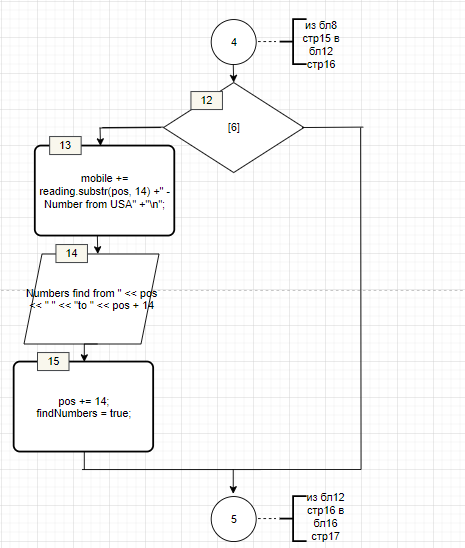 4
из бл8
стр15 в
бл12
стр16
12
[6]
13
mobile +=
reading.substr(pos, 14) +" -
Number from USA" +"\n";
14
Numbers find from " << pos
<< " " << "to " << pos + 14
15
pos += 14;
findNumbers = true;
5
из бл12
стр16 в
бл16
стр17